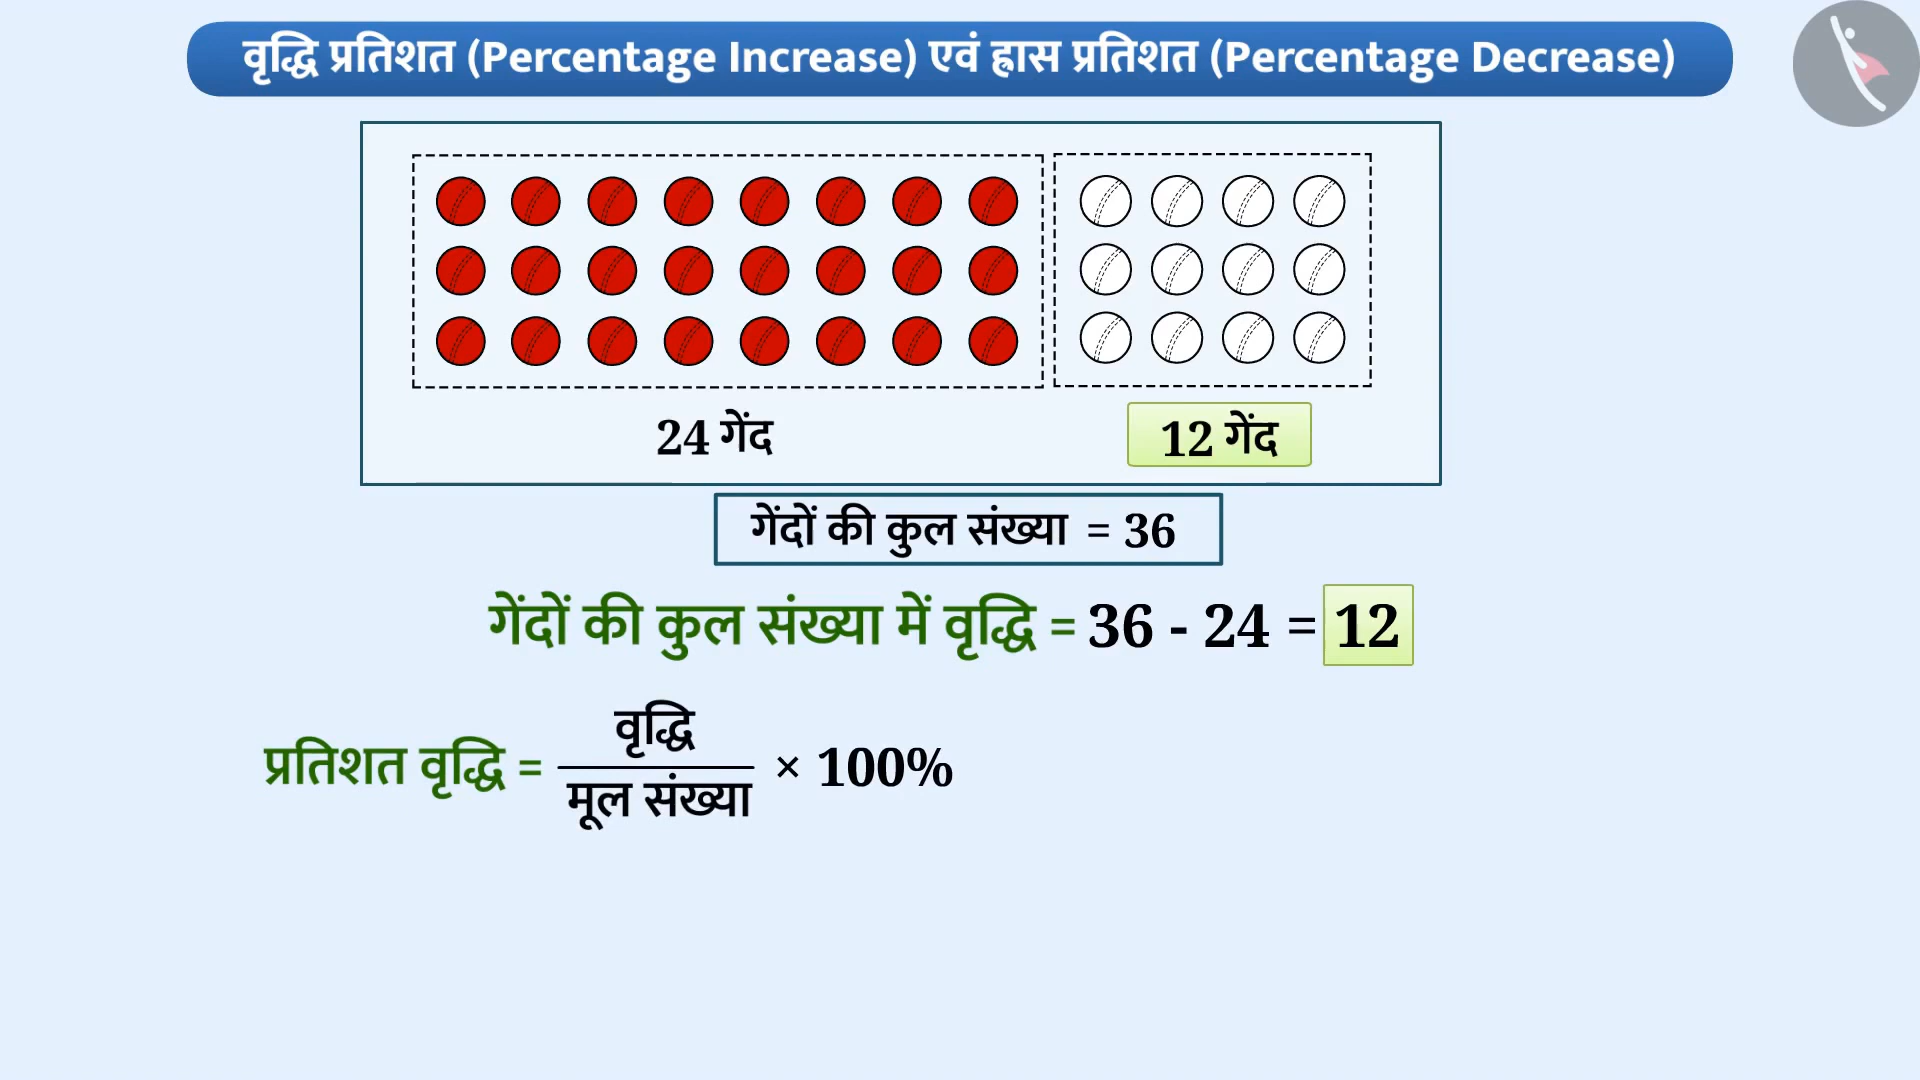 वृद्धि प्रतिशत (Percentage Increase) एवं ह्रास प्रतिशत (Percentage Decrease)
24 गेंद
12 गेंद
गेंदों की कुल संख्या = 36
गेंदों की कुल संख्या में वृद्धि = 36 - 24 = 12
वृद्धि
प्रतिशत वृद्धि = × 100%
मूल संख्या